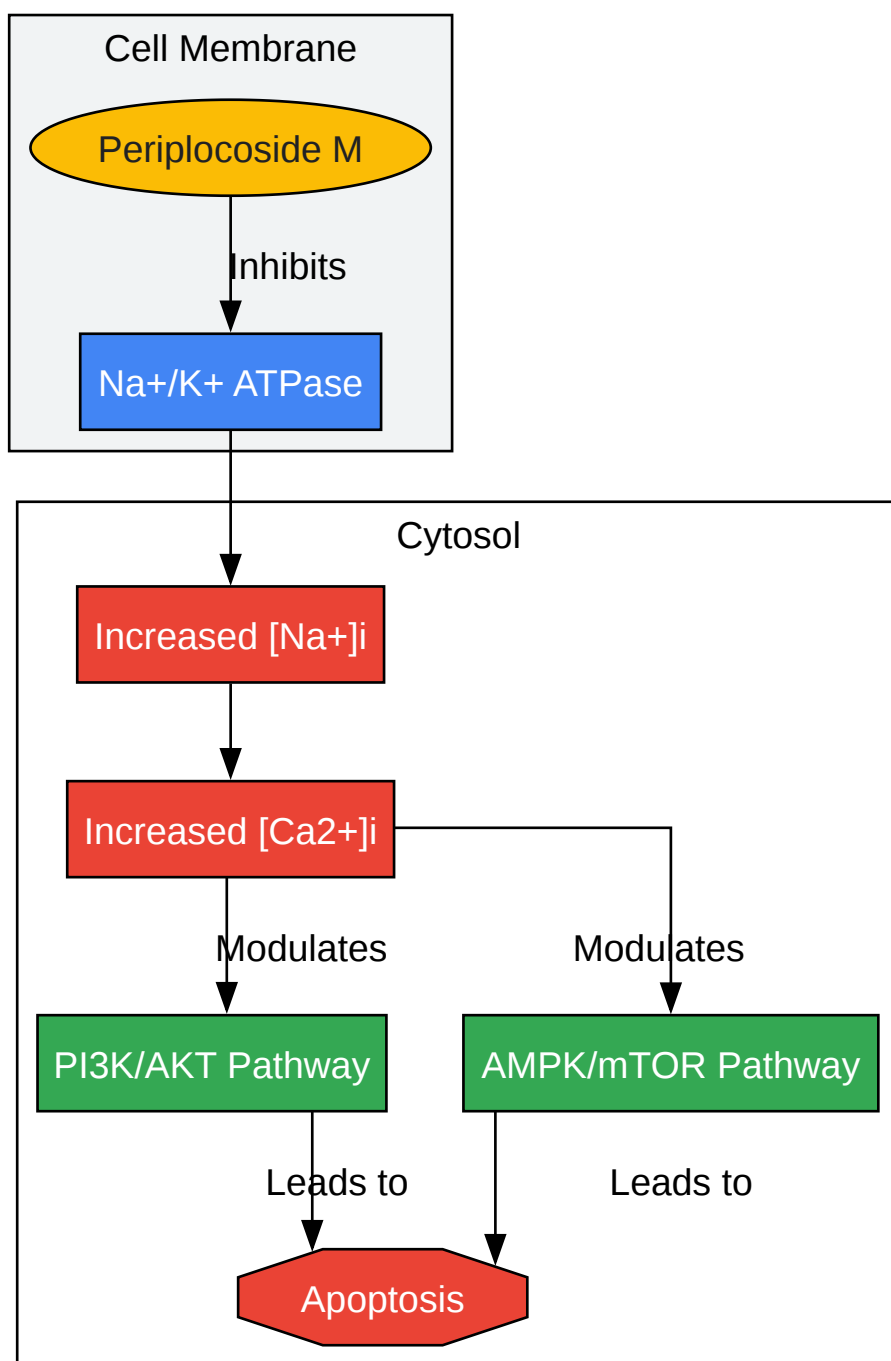 Cell Membrane
Periplocoside M
Inhibits
Na+/K+ ATPase
Cytosol
Increased [Na+]i
Increased [Ca2+]i
Modulates
Modulates
PI3K/AKT Pathway
AMPK/mTOR Pathway
Leads to
Leads to
Apoptosis